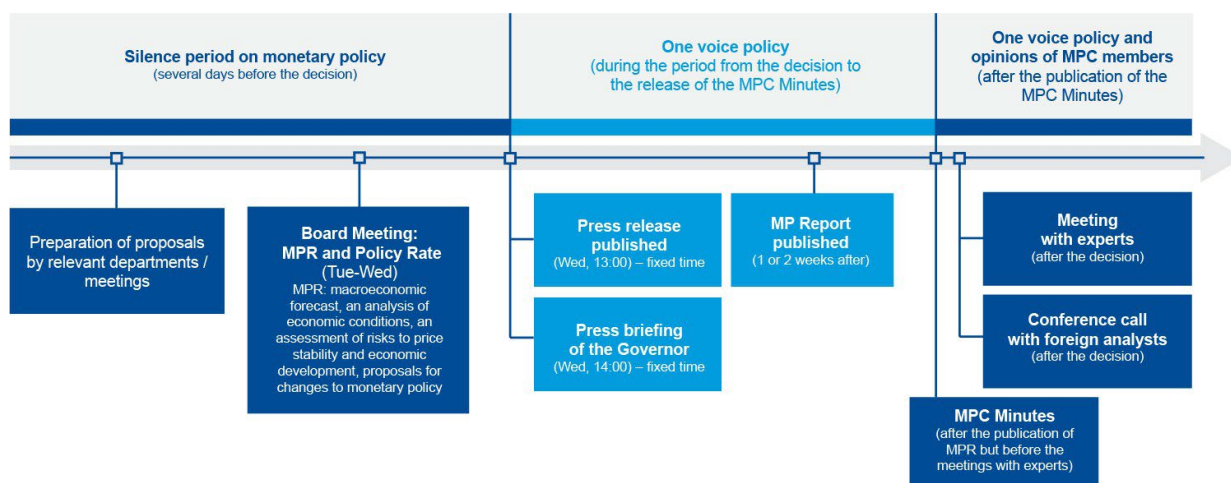 Silence period on monetary policy
(several days before the decision)
One voice policy
(during the period from the decision to
the release of the MPC Minutes)
One voice policy and
opinions of MPC members
(after the publication of the
MPC Minutes)
Preparation of proposals
by relevant departments /
meetings
Board Meeting:
MPR and Policy Rate
(Tue-Wed)
MPR: macroeconomic
forecast, an analysis of
economic conditions, an
assessment of risks to price
stability and economic
development, proposals for
changes to monetary policy
Press release
published
(Wed, 13:00) – fixed time
Press briefing
of the Governor
(Wed, 14:00) – fixed time
MP Report
published
(1 or 2 weeks after)
Meeting
with experts
(after the decision)
Conference call
with foreign analysts
(after the decision)
MPC Minutes
(after the publication of
MPR but before the
meetings with experts)